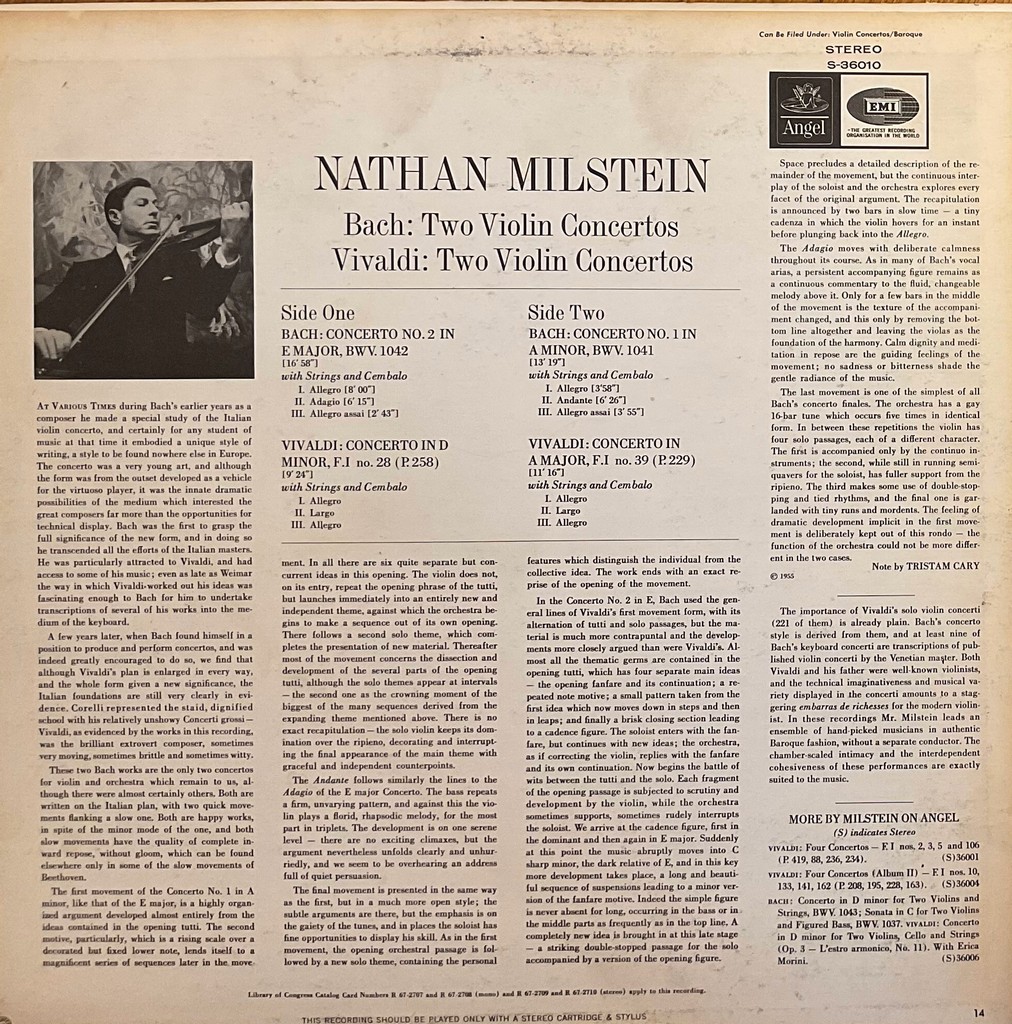 Can Be Filed Under: Violin Concertos/Baroque
STEREO
S-36010
Angel
EMI
-THE GREATEST RECORDING
ORGANISATION IN THE WORLD
NATHAN MILSTEIN
Bach: Two Violin Concertos
Vivaldi: Two Violin Concertos
Side One
BACH: CONCERTO NO. 2 IN
E MAJOR, BWV. 1042
[16' 58"]
with Strings and Cembalo
I. Allegro [8' 00"]
II. Adagio [6' 15"]
III. Allegro assai [2' 43"]
VIVALDI: CONCERTO IN D
MINOR, F.I no. 28 (P.258)
[9' 24"]
with Strings and Cembalo
I. Allegro
II. Largo
III. Allegro
Side Two
BACH: CONCERTO NO. 1 IN
A MINOR, BWV. 1041
[13' 19"]
with Strings and Cembalo
I. Allegro [3'58"]
II. Andante [6' 26"]
III. Allegro assai [3' 55"]
VIVALDI: CONCERTO IN
A MAJOR, F.I no. 39 (P.229)
[11' 16"]
with Strings and Cembalo
I. Allegro
II. Largo
III. Allegro
AT VARIOUS TIMES during Bach's earlier years as a
composer he made a special study of the Italian
violin concerto, and certainly for any student of
music at that time it embodied a unique style of
writing, a style to be found nowhere else in Europe.
The concerto was a very young art, and although
the form was from the outset developed as a vehicle
for the virtuoso player, it was the innate dramatic
possibilities of the medium which interested the
great composers far more than the opportunities for
technical display. Bach was the first to grasp the
full significance of the new form, and in doing so
he transcended all the efforts of the Italian masters.
He was particularly attracted to Vivaldi, and had
access to some of his music; even as late as Weimar
the way in which Vivaldi-worked out his ideas was
fascinating enough to Bach for him to undertake
transcriptions of several of his works into the me-
dium of the keyboard.
A few years later, when Bach found himself in a
position to produce and perform concertos, and was
indeed greatly encouraged to do so, we find that
although Vivaldi's plan is enlarged in every way,
and the whole form given a new significance, the
Italian foundations are still very clearly in evi-
dence. Corelli represented the staid, dignified
school with his relatively unshowy Concerti grossi—
Vivaldi, as evidenced by the works in this recording,
was the brilliant extrovert composer, sometimes
very moving, sometimes brittle and sometimes witty.
These two Bach works are the only two concertos
for violin and orchestra which remain to us, al-
though there were almost certainly others. Both are
written on the Italian plan, with two quick move-
ments flanking a slow one. Both are happy works,
in spite of the minor mode of the one, and both
slow movements have the quality of complete in-
ward repose, without gloom, which can be found
elsewhere only in some of the slow movements of
Beethoven.
The first movement of the Concerto No. 1 in A
minor, like that of the E major, is a highly organ-
ized argument developed almost entirely from the
ideas contained in the opening tutti. The second
motive, particularly, which is a rising scale over a
decorated but fixed lower note, lends itself to a
magnificent series of sequences later in the move-
ment. In all there are six quite separate but con-
current ideas in this opening. The violin does not,
on its entry, repeat the opening phrase of the tutti,
but launches immediately into an entirely new and
independent theme, against which the orchestra be-
gins to make a sequence out of its own opening.
There follows a second solo theme, which com-
pletes the presentation of new material. Thereafter
most of the movement concerns the dissection and
development of the several parts of the opening
tutti, although the solo themes appear at intervals
— the second one as the crowning moment of the
biggest of the many sequences derived from the
expanding theme mentioned above. There is no
exact recapitulation—the solo violin keeps its dom-
ination over the ripieno, decorating and interrupt-
ing the final appearance of the main theme with
graceful and independent counterpoints.
The Andante follows similarly the lines to the
Adagio of the E major Concerto. The bass repeats
a firm, unvarying pattern, and against this the vio-
lin plays a florid, rhapsodic melody, for the most
part in triplets. The development is on one serene
level — there are no exciting climaxes, but the
argument nevertheless unfolds clearly and unhur-
riedly, and we seem to be overhearing an address
full of quiet persuasion.
The final movement is presented in the same way
as the first, but in a much more open style; the
subtle arguments are there, but the emphasis is on
the gaiety of the tunes, and in places the soloist has
fine opportunities to display his skill. As in the first
movement, the opening orchestral passage is fol-
lowed by a new solo theme, containing the personal
features which distinguish the individual from the
collective idea. The work ends with an exact re-
prise of the opening of the movement.
In the Concerto No. 2 in E, Bach used the gen-
eral lines of Vivaldi's first movement form, with its
alternation of tutti and solo passages, but the ma-
terial is much more contrapuntal and the develop-
ments more closely argued than were Vivaldi's. Al-
most all the thematic germs are contained in the
opening tutti, which has four separate main ideas
— the opening fanfare and its continuation; a re-
peated note motive; a small pattern taken from the
first idea which now moves down in steps and then
in leaps; and finally a brisk closing section leading
to a cadence figure. The soloist enters with the fan-
fare, but continues with new ideas; the orchestra,
as if correcting the violin, replies with the fanfare
and its own continuation. Now begins the battle of
wits between the tutti and the solo. Each fragment
of the opening passage is subjected to scrutiny and
development by the violin, while the orchestra
sometimes supports, sometimes rudely interrupts
the soloist. We arrive at the cadence figure, first in
the dominant and then again in E major. Suddenly
at this point the music abruptly moves into C
sharp minor, the dark relative of E, and in this key
more development takes place, a long and beauti-
ful sequence of suspensions leading to a minor ver-
sion of the fanfare motive. Indeed the simple figure
is never absent for long, occurring in the bass or in
the middle parts as frequently as in the top line. A
completely new idea is brought in at this late stage
— a striking double-stopped passage for the solo
accompanied by a version of the opening figure.
Space precludes a detailed description of the re-
mainder of the movement, but the continuous inter-
play of the soloist and the orchestra explores every
facet of the original argument. The recapitulation
is announced by two bars in slow time — a tiny
cadenza in which the violin hovers for an instant
before plunging back into the Allegro.
The Adagio moves with deliberate calmness
throughout its course. As in many of Bach's vocal
arias, a persistent accompanying figure remains as
a continuous commentary to the fluid, changeable
melody above it. Only for a few bars in the middle
of the movement is the texture of the accompani-
ment changed, and this only by removing the bot-
tom line altogether and leaving the violas as the
foundation of the harmony. Calm dignity and medi-
tation in repose are the guiding feelings of the
movement; no sadness or bitterness shade the
gentle radiance of the music.
The last movement is one of the simplest of all
Bach's concerto finales. The orchestra has a gay
16-bar tune which occurs five times in identical
form. In between these repetitions the violin has
four solo passages, each of a different character.
The first is accompanied only by the continuo in-
struments; the second, while still in running semi-
quavers for the soloist, has fuller support from the
ripieno. The third makes some use of double-stop-
ping and tied rhythms, and the final one is gar-
landed with tiny runs and mordents. The feeling of
dramatic development implicit in the first move-
ment is deliberately kept out of this rondo — the
function of the orchestra could not be more differ-
ent in the two cases.
Note by TRISTAM CARY
© 1955
The importance of Vivaldi's solo violin concerti
(221 of them) is already plain. Bach's concerto
style is derived from them, and at least nine of
Bach's keyboard concerti are transcriptions of pub-
lished violin concerti by the Venetian master. Both
Vivaldi and his father were well-known violinists,
and the technical imaginativeness and musical va-
riety displayed in the concerti amounts to a stag-
gering embarras de richesses for the modern violin-
ist. In these recordings Mr. Milstein leads an
ensemble of hand-picked musicians in authentic
Baroque fashion, without a separate conductor. The
chamber-scaled intimacy and the interdependent
cohesiveness of these performances are exactly
suited to the music.
MORE BY MILSTEIN ON ANGEL
(S) indicates Stereo
VIVALDI: Four Concertos — F.I nos, 2, 3, 5 and 106
(P. 419, 88, 236, 234). (S)36001
VIVALDI: Four Concertos (Album II) — F.I nos. 10,
133, 141, 162 (P. 208, 195, 228, 163). (S)36004
BACH: Concerto in D minor for Two Violins and
Strings, BWV. 1043; Sonata in C for Two Violins
and Figured Bass, BWV. 1037. VIVALDI: Concerto
in D minor for Two Violins, Cello and Strings
(Op. 3 — L'estro armonico, No. 11). With Erica
Morini. (S)36006
Library of Congress Catalog Card Numbers R 67-2707 and R 67-2708 (mono) and R 67-2709 and R 67-2710 (stereo) apply to this recording.
14
THIS RECORDING SHOULD BE PLAYED ONLY WITH A STEREO CARTRIDGE & STYLUS